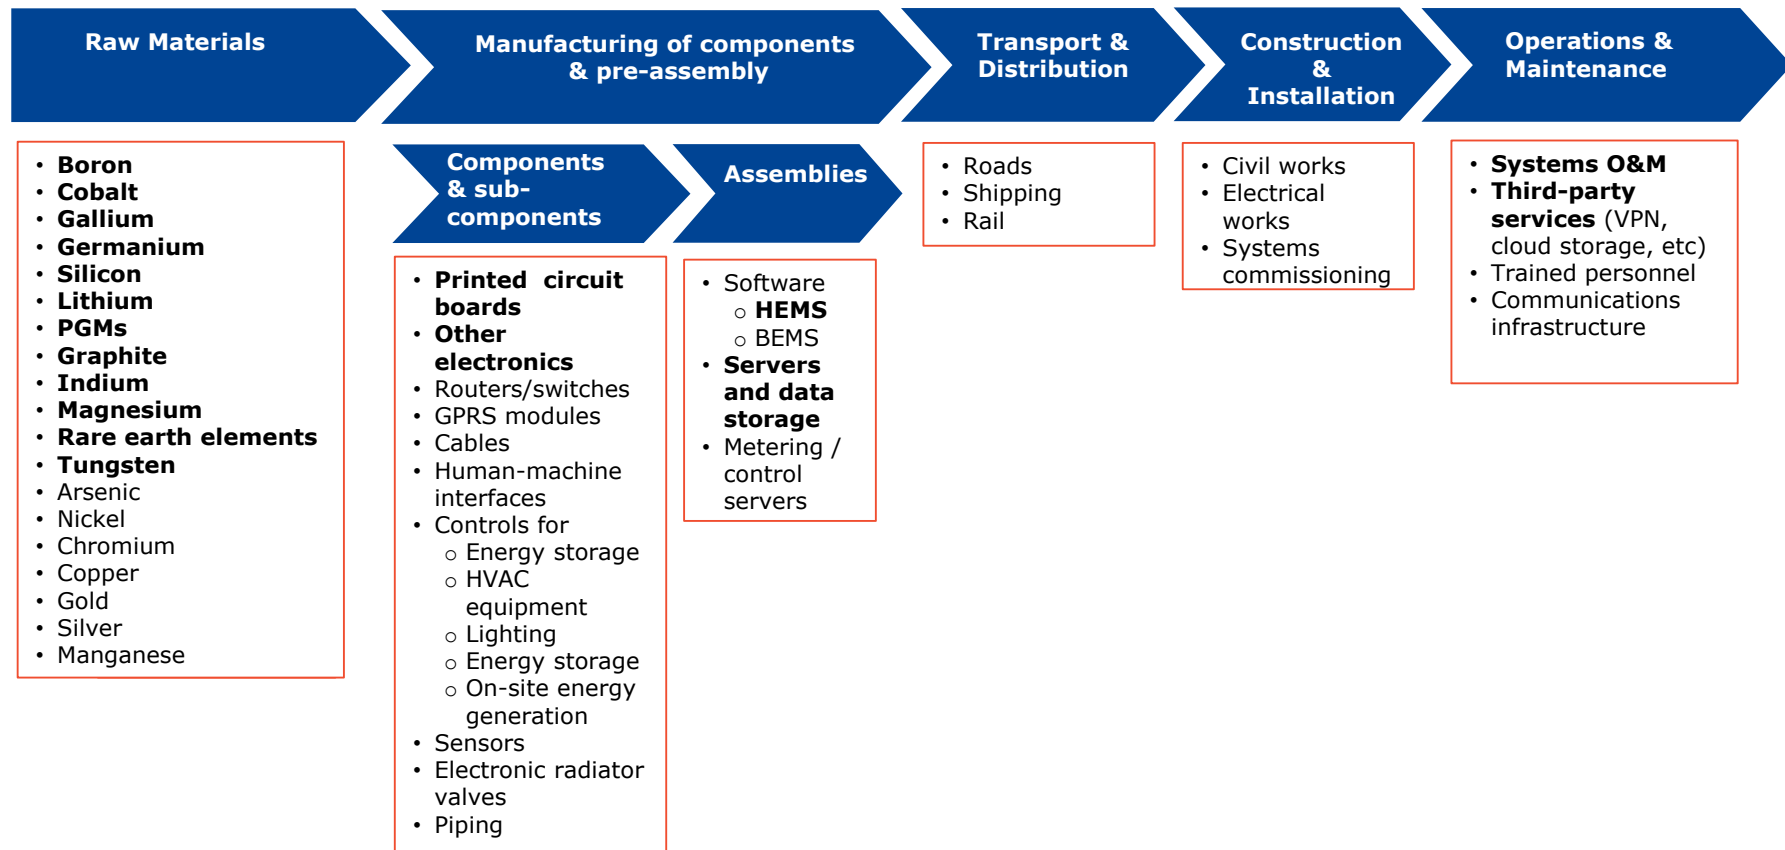 Raw Materials
Manufacturing of components
& pre-assembly
Transport &
Distribution
Construction
&
Installation
Operations &
Maintenance
• Boron
• Cobalt
• Gallium
• Germanium
• Silicon
• Lithium
• PGMs
• Graphite
• Indium
• Magnesium
• Rare earth elements
• Tungsten
• Arsenic
• Nickel
• Chromium
• Copper
• Gold
• Silver
• Manganese
Components
& sub-
components
• Printed circuit
boards
• Other
electronics
• Routers/switches
• GPRS modules
• Cables
• Human-machine
interfaces
• Controls for
o Energy storage
o HVAC
equipment
o Lighting
o Energy storage
o On-site energy
generation
• Sensors
• Electronic radiator
valves
• Piping
Assemblies
• Software
o HEMS
o BEMS
• Servers
and data
storage
• Metering /
control
servers
• Roads
• Shipping
• Rail
• Civil works
• Electrical
works
• Systems
commissioning
• Systems O&M
• Third-party
services (VPN,
cloud storage, etc)
• Trained personnel
• Communications
infrastructure